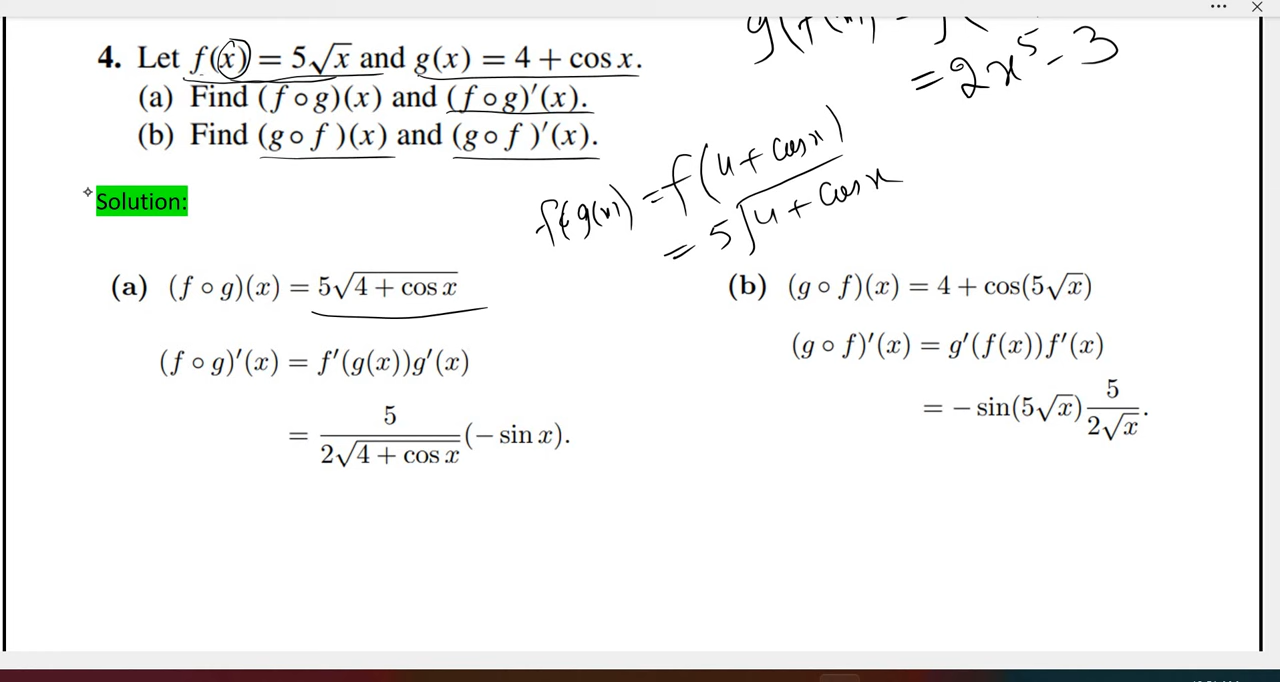 = 2x⁵ - 3
4. Let f(x) = 5√x and g(x) = 4 + cos x.
(a) Find (f ∘ g)(x) and (f ∘ g)′(x).
(b) Find (g ∘ f )(x) and (g ∘ f )′(x).
Solution:
= f(4 + cos x)
= 5√(4 + cos x)
(a) (f ∘ g)(x) = 5√(4 + cos x)
(f ∘ g)′(x) = f′(g(x))g′(x)
= 5/(2√(4 + cos x)) (− sin x).
(b) (g ∘ f)(x) = 4 + cos(5√x)
(g ∘ f)′(x) = g′(f(x))f′(x)
= − sin(5√x) 5/(2√x).